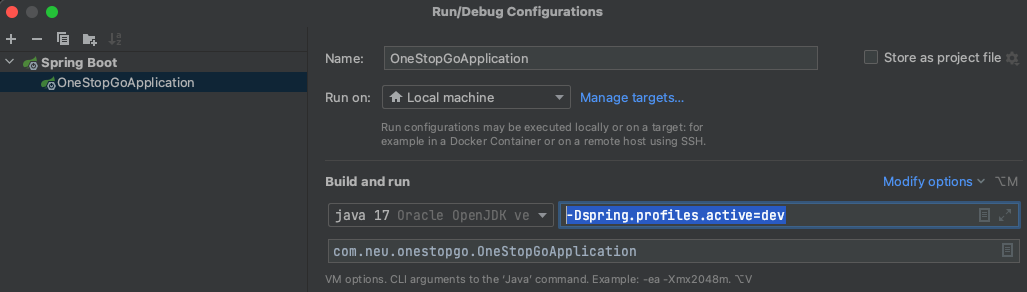 Run/Debug Configurations
Spring Boot
OneStopGoApplication
Name: OneStopGoApplication Store as project file
Run on: Local machine Manage targets...
Run configurations may be executed locally or on a target: for
example in a Docker Container or on a remote host using SSH.
Build and run Modify options ⌥M
java 17 Oracle OpenJDK ve -Dspring.profiles.active=dev
com.neu.onestopgo.OneStopGoApplication
VM options. CLI arguments to the 'Java' command. Example: -ea -Xmx2048m. ⌥V